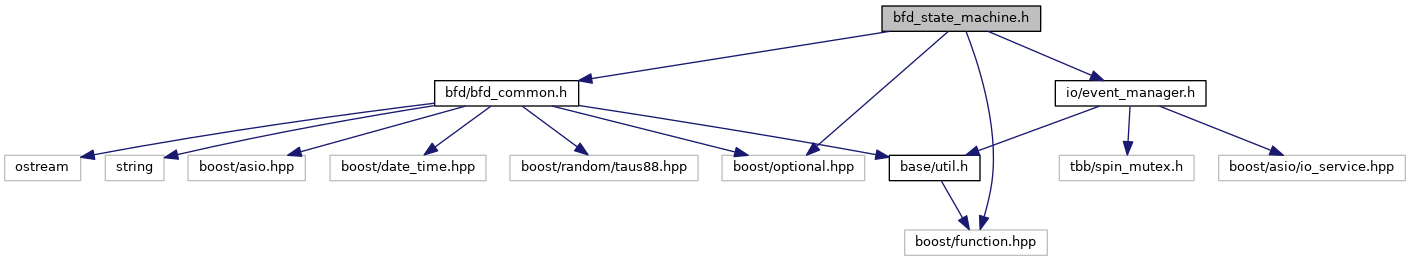 bfd_state_machine.h
bfd/bfd_common.h
io/event_manager.h
ostream
string
boost/asio.hpp
boost/date_time.hpp
boost/random/taus88.hpp
boost/optional.hpp
base/util.h
tbb/spin_mutex.h
boost/asio/io_service.hpp
boost/function.hpp